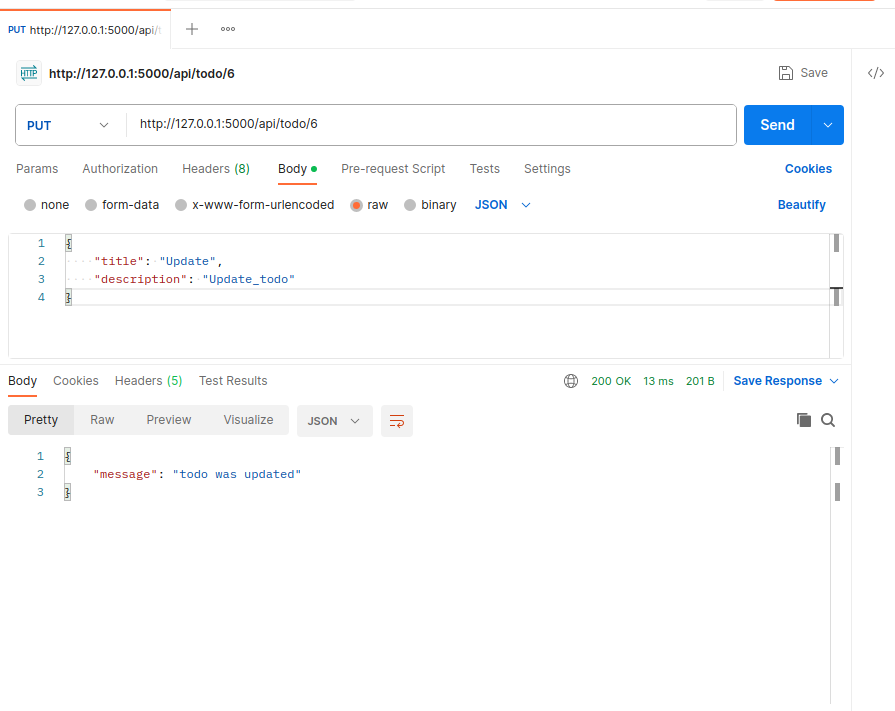 PUT http://127.0.0.1:5000/api/t
HTTP http://127.0.0.1:5000/api/todo/6 Save </>
PUT http://127.0.0.1:5000/api/todo/6 Send
Params Authorization Headers (8) Body Pre-request Script Tests Settings Cookies
none form-data x-www-form-urlencoded raw binary JSON Beautify
1 {
2 "title": "Update",
3 "description": "Update_todo"
4 }
Body Cookies Headers (5) Test Results 200 OK 13 ms 201 B Save Response
Pretty Raw Preview Visualize JSON
1 {
2 "message": "todo was updated"
3 }